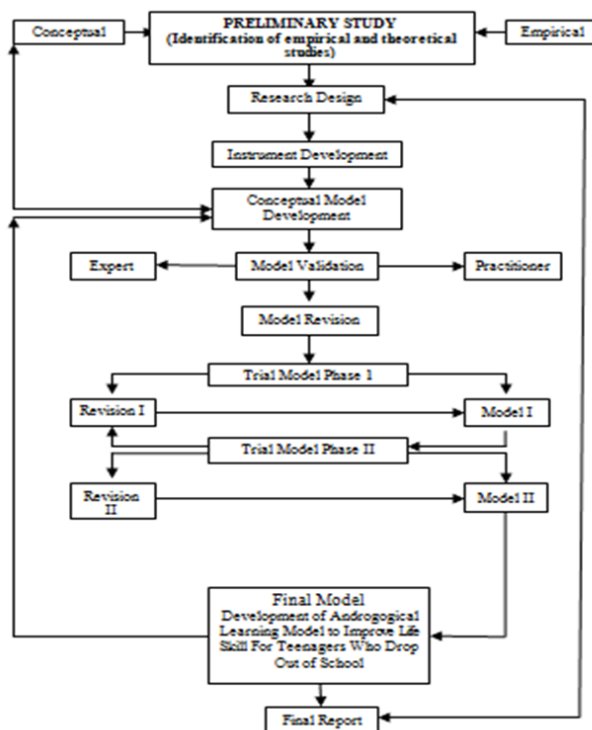 Conceptual
PRELIMINARY STUDY
(Identification of empirical and theoretical
studies)
Empirical
Research Design
Instrument Development
Conceptual Model
Development
Expert
Model Validation
Practitioner
Model Revision
Trial Model Phase 1
Revision I
Model I
Trial Model Phase II
Revision
II
Model II
Final Model
Development of Androgogical
Learning Model to Improve Life
Skill For Teenagers Who Drop
Out of School
Final Report